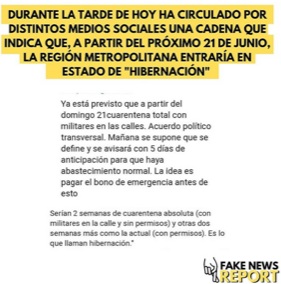 DURANTE LA TARDE DE HOY HA CIRCULADO POR
DISTINTOS MEDIOS SOCIALES UNA CADENA QUE
INDICA QUE, A PARTIR DEL PRÓXIMO 21 DE JUNIO,
LA REGIÓN METROPOLITANA ENTRARÍA EN
ESTADO DE "HIBERNACIÓN"
Ya está previsto que a partir del
domingo 21cuarentena total con
militares en las calles. Acuerdo político
transversal. Mañana se supone que se
define y se avisará con 5 días de
anticipación para que haya
abastecimiento normal. La idea es
pagar el bono de emergencia antes de
esto
Serían 2 semanas de cuarentena absoluta (con
militares en la calle y sin permisos) y otras dos
semanas más como la actual (con permisos). Es lo
que llaman hibernación."
FAKE NEWS
REPORT